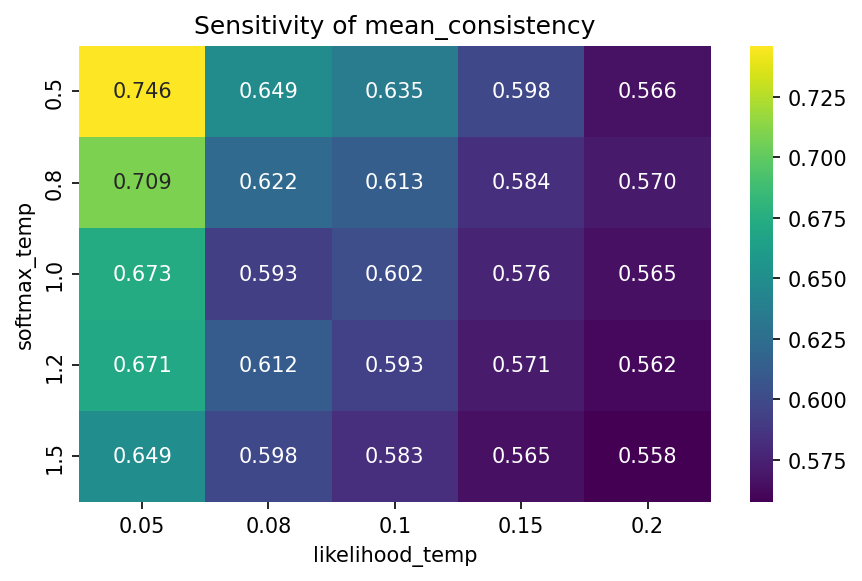 Sensitivity of mean_consistency
softmax_temp
0.5 0.746 0.649 0.635 0.598 0.566
0.8 0.709 0.622 0.613 0.584 0.570
1.0 0.673 0.593 0.602 0.576 0.565
1.2 0.671 0.612 0.593 0.571 0.562
1.5 0.649 0.598 0.583 0.565 0.558
0.05 0.08 0.1 0.15 0.2
likelihood_temp
0.725
0.700
0.675
0.650
0.625
0.600
0.575